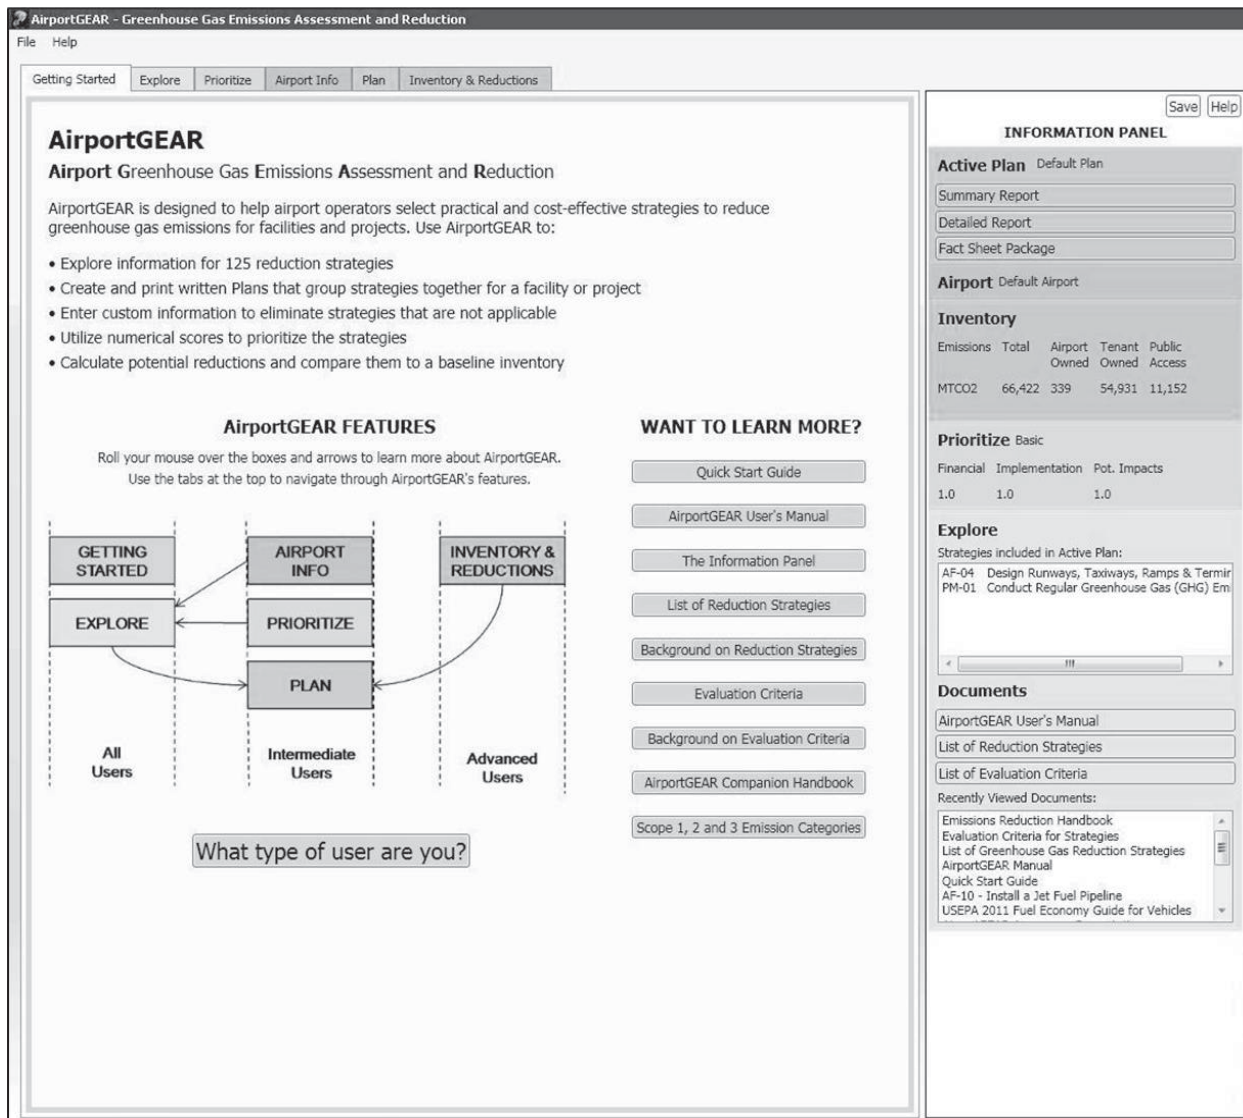 AirportGEAR - Greenhouse Gas Emissions Assessment and Reduction
File Help
Getting Started Explore Prioritize Airport Info Plan Inventory & Reductions
AirportGEAR
Airport Greenhouse Gas Emissions Assessment and Reduction
AirportGEAR is designed to help airport operators select practical and cost-effective strategies to reduce
greenhouse gas emissions for facilities and projects. Use AirportGEAR to:
• Explore information for 125 reduction strategies
• Create and print written Plans that group strategies together for a facility or project
• Enter custom information to eliminate strategies that are not applicable
• Utilize numerical scores to prioritize the strategies
• Calculate potential reductions and compare them to a baseline inventory
AirportGEAR FEATURES
Roll your mouse over the boxes and arrows to learn more about AirportGEAR.
Use the tabs at the top to navigate through AirportGEAR's features.
GETTING
STARTED
AIRPORT
INFO
INVENTORY &
REDUCTIONS
EXPLORE
PRIORITIZE
PLAN
All
Users
Intermediate
Users
Advanced
Users
What type of user are you?
WANT TO LEARN MORE?
Quick Start Guide
AirportGEAR User's Manual
The Information Panel
List of Reduction Strategies
Background on Reduction Strategies
Evaluation Criteria
Background on Evaluation Criteria
AirportGEAR Companion Handbook
Scope 1, 2 and 3 Emission Categories
Save Help
INFORMATION PANEL
Active Plan Default Plan
Summary Report
Detailed Report
Fact Sheet Package
Airport Default Airport
Inventory
Emissions Total Airport Tenant Public
Owned Owned Access
MTCO2 66,422 339 54,931 11,152
Prioritize Basic
Financial Implementation Pot. Impacts
1.0 1.0 1.0
Explore
Strategies included in Active Plan:
AF-04 Design Runways, Taxiways, Ramps & Termir
PM-01 Conduct Regular Greenhouse Gas (GHG) Emi
Documents
AirportGEAR User's Manual
List of Reduction Strategies
List of Evaluation Criteria
Recently Viewed Documents:
Emissions Reduction Handbook
Evaluation Criteria for Strategies
List of Greenhouse Gas Reduction Strategies
AirportGEAR Manual
Quick Start Guide
AF-10 - Install a Jet Fuel Pipeline
USEPA 2011 Fuel Economy Guide for Vehicles